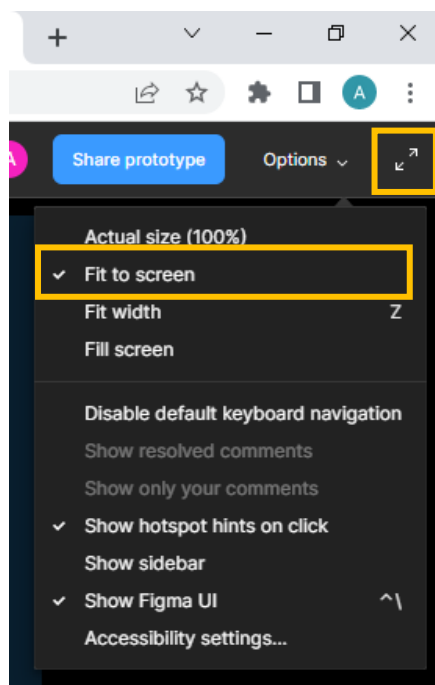 A
A
Share prototype Options
Actual size (100%)
Fit to screen
Fit width Z
Fill screen
Disable default keyboard navigation
Show resolved comments
Show only your comments
Show hotspot hints on click
Show sidebar
Show Figma UI ^\
Accessibility settings...